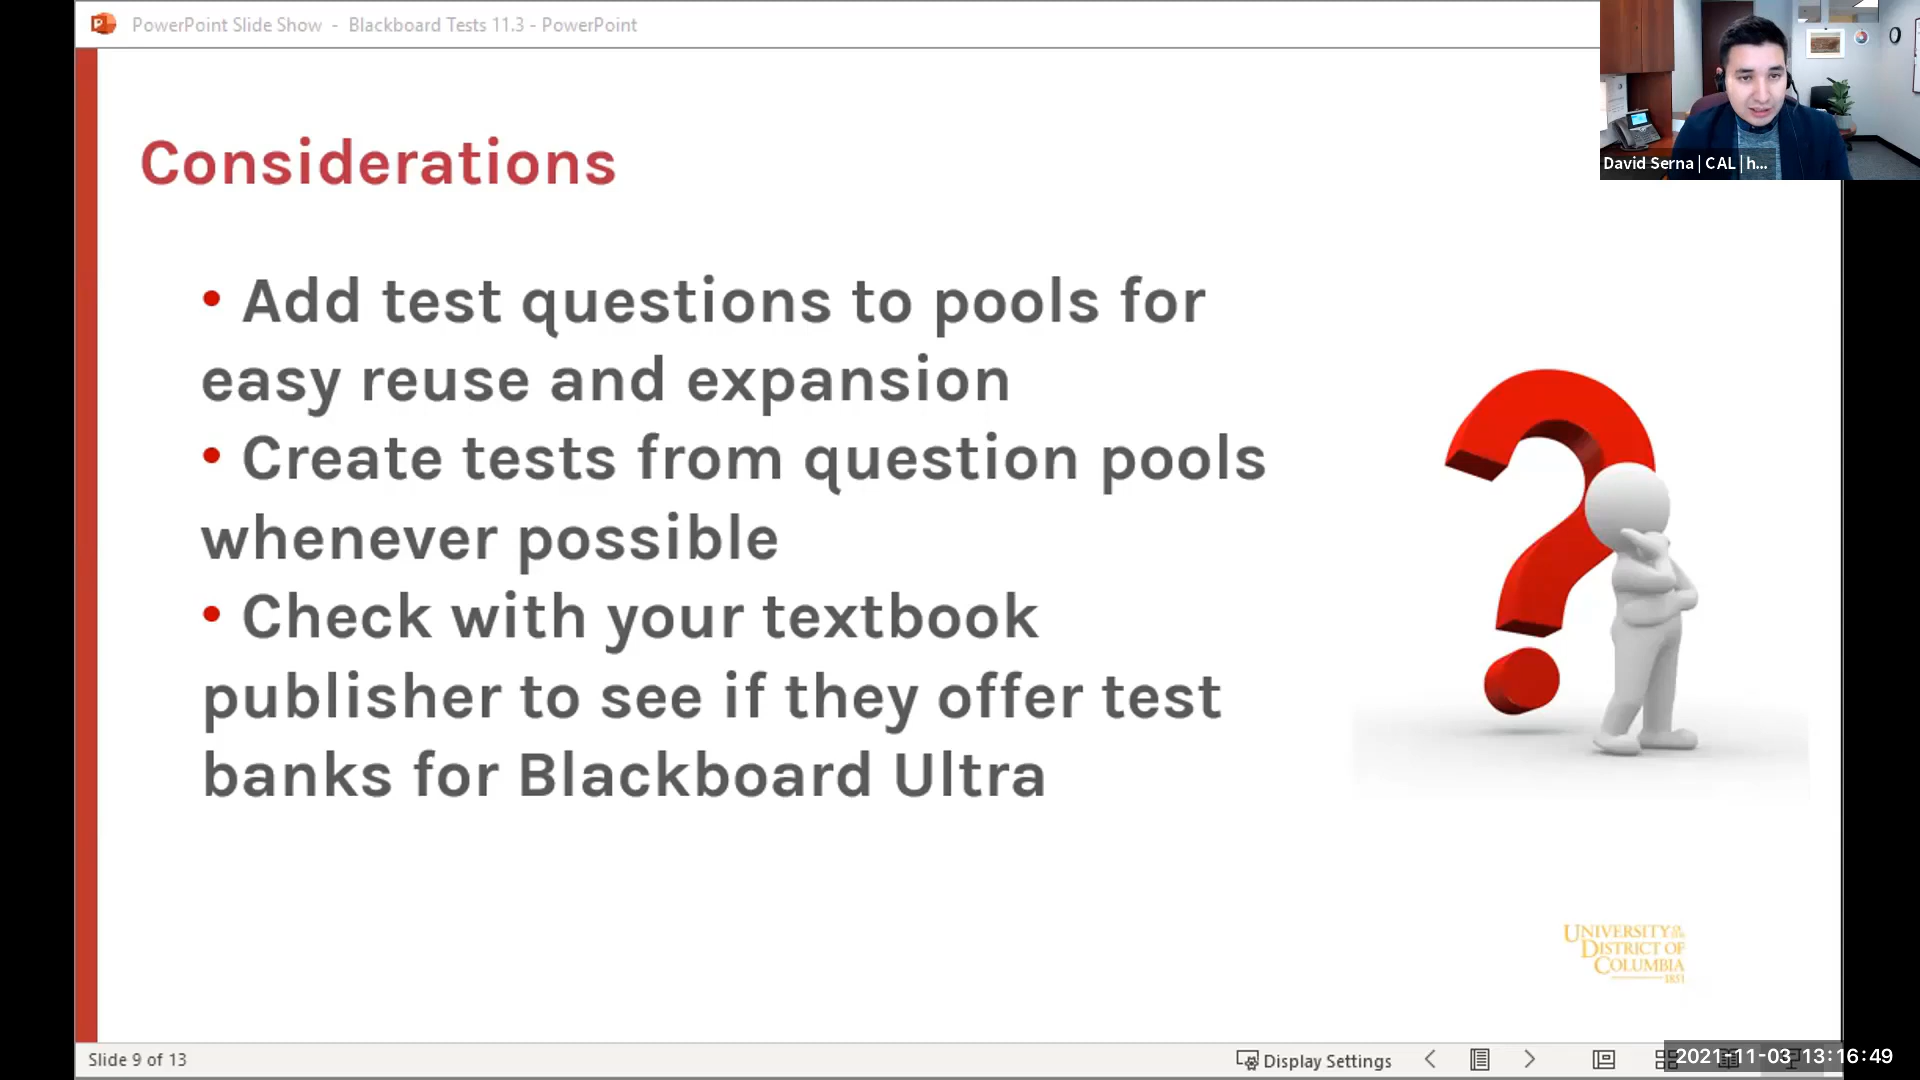 PowerPoint Slide Show - Blackboard Tests 11.3 - PowerPoint
David Serna | CAL | h...
Considerations
• Add test questions to pools for
easy reuse and expansion
• Create tests from question pools
whenever possible
• Check with your textbook
publisher to see if they offer test
banks for Blackboard Ultra
UNIVERSITY OF THE
DISTRICT OF
COLUMBIA
1851
Slide 9 of 13
Display Settings
2021-11-03 13:16:49